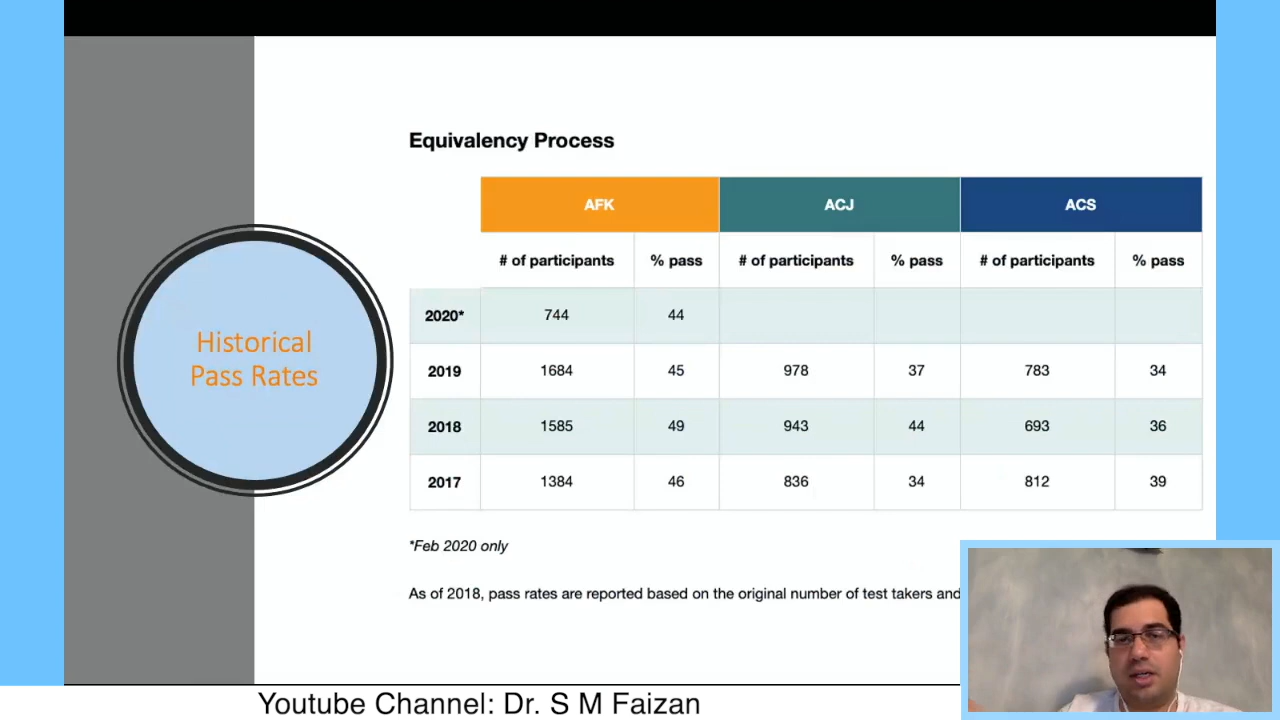 Equivalency Process
AFK ACJ ACS
# of participants % pass # of participants % pass # of participants % pass
2020* 744 44
2019 1684 45 978 37 783 34
2018 1585 49 943 44 693 36
2017 1384 46 836 34 812 39
Historical
Pass Rates
*Feb 2020 only
As of 2018, pass rates are reported based on the original number of test takers and
Youtube Channel: Dr. S M Faizan